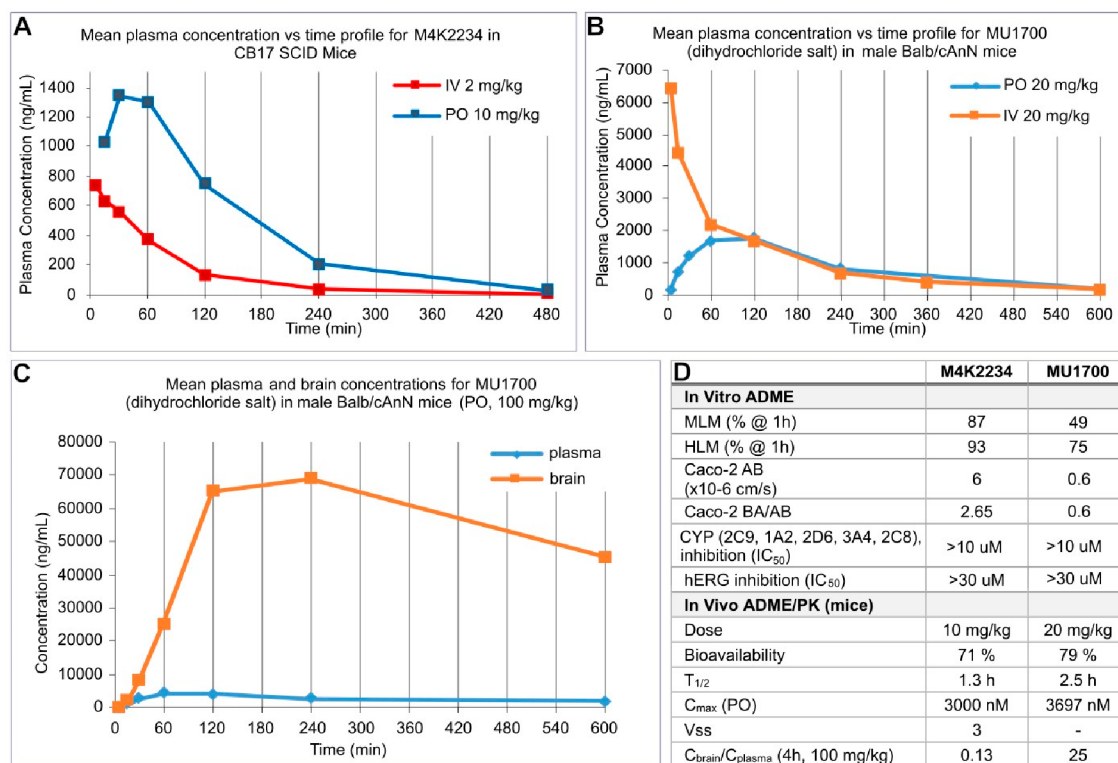 A
Mean plasma concentration vs time profile for M4K2234 in
CB17 SCID Mice
Plasma Concentration (ng/mL)
1400
1200
1000
800
600
400
200
0
IV 2 mg/kg
PO 10 mg/kg
0 60 120 180 240 300 360 420 480
Time (min)
B
Mean plasma concentration vs time profile for MU1700
(dihydrochloride salt) in male Balb/cAnN mice
Plasma Concentration (ng/mL)
7000
6000
5000
4000
3000
2000
1000
0
PO 20 mg/kg
IV 20 mg/kg
0 60 120 180 240 300 360 420 480 540 600
Time (min)
C
Mean plasma and brain concentrations for MU1700
(dihydrochloride salt) in male Balb/cAnN mice (PO, 100 mg/kg)
Concentration (ng/mL)
80000
70000
60000
50000
40000
30000
20000
10000
0
plasma
brain
0 60 120 180 240 300 360 420 480 540 600
Time (min)
D M4K2234 MU1700
In Vitro ADME
MLM (% @ 1h) 87 49
HLM (% @ 1h) 93 75
Caco-2 AB
(x10-6 cm/s) 6 0.6
Caco-2 BA/AB 2.65 0.6
CYP (2C9, 1A2, 2D6, 3A4, 2C8),
inhibition (IC50) >10 uM >10 uM
hERG inhibition (IC50) >30 uM >30 uM
In Vivo ADME/PK (mice)
Dose 10 mg/kg 20 mg/kg
Bioavailability 71 % 79 %
T1/2 1.3 h 2.5 h
Cmax (PO) 3000 nM 3697 nM
Vss 3 -
Cbrain/Cplasma (4h, 100 mg/kg) 0.13 25